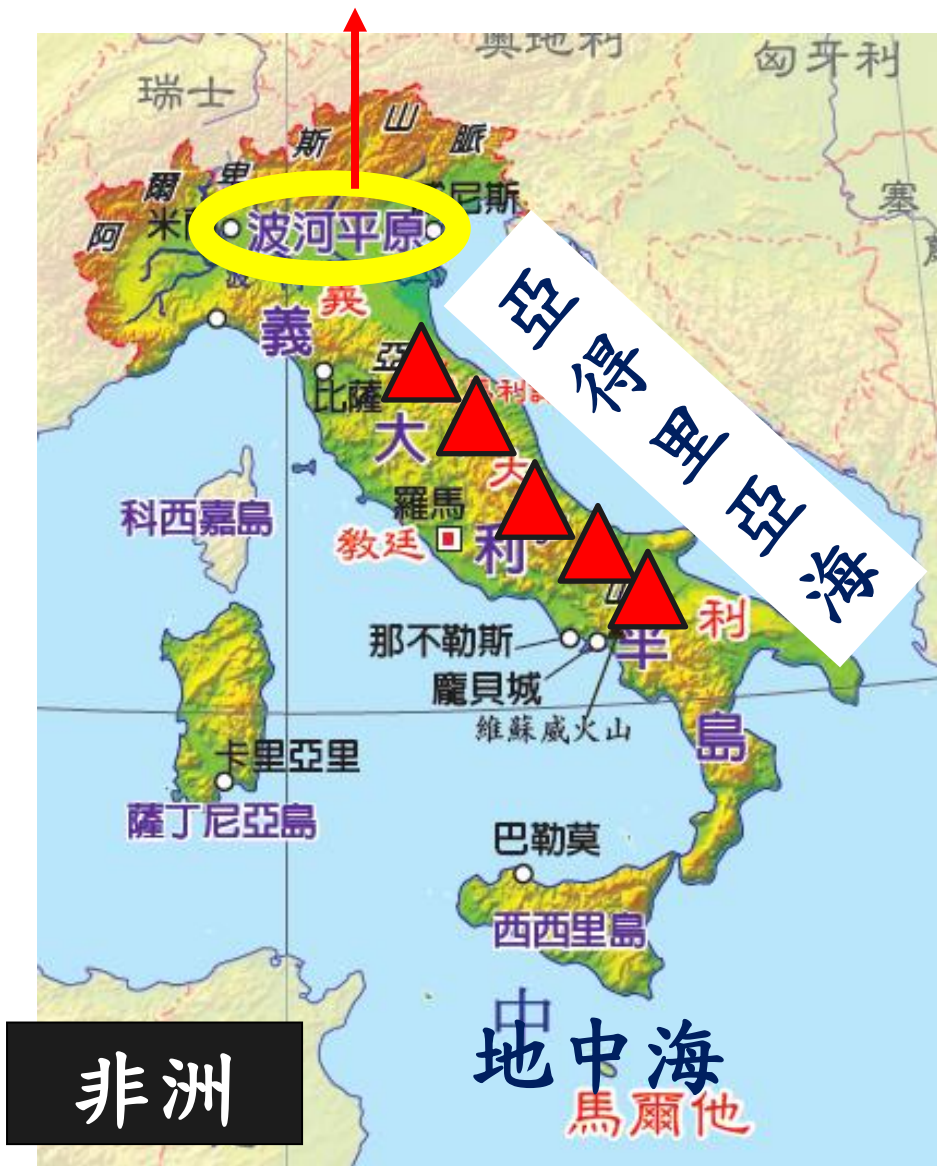 奧地利
匈牙利
瑞士
阿爾卑斯山脈
塞
米
尼斯
波河平原
義
義
亞得里亞海
亞
比薩
利
大
大
羅馬
科西嘉島
教廷
利
山
利
那不勒斯
半
龐貝城
維蘇威火山
島
卡里亞里
薩丁尼亞島
巴勒莫
西西里島
中
地中海
非洲
馬爾他